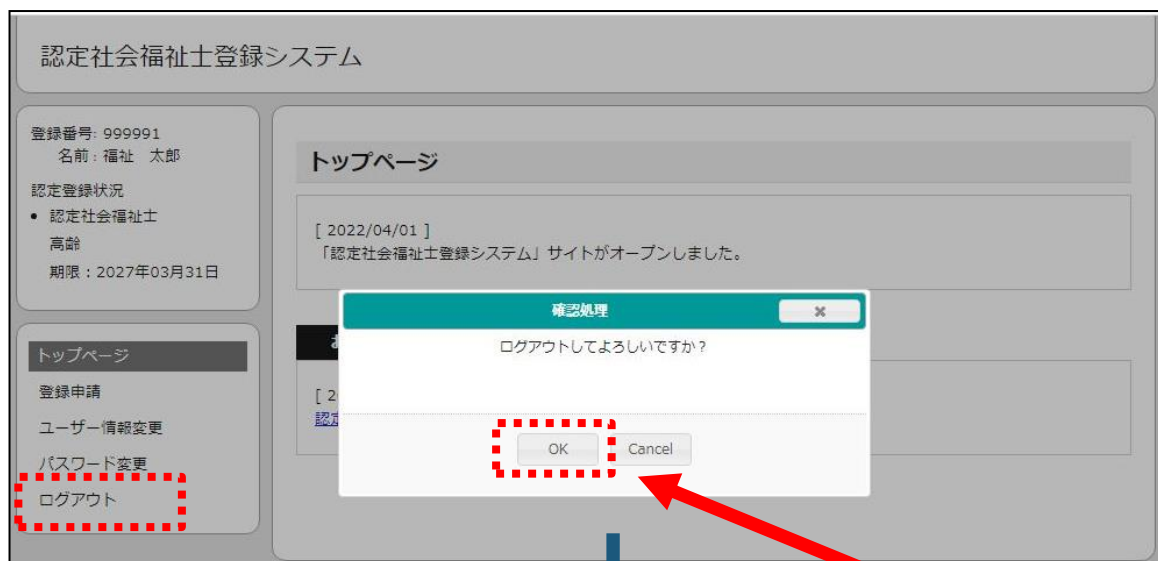 認定社会福祉士登録システム
登録番号: 999991
名前 : 福祉 太郎
認定登録状況
• 認定社会福祉士
高齢
期限 : 2027年03月31日
トップページ
登録申請
ユーザー情報変更
パスワード変更
ログアウト
トップページ
[ 2022/04/01 ]
「認定社会福祉士登録システム」サイトがオープンしました。
[ 2
認定
確認処理
ログアウトしてよろしいですか?
OK Cancel